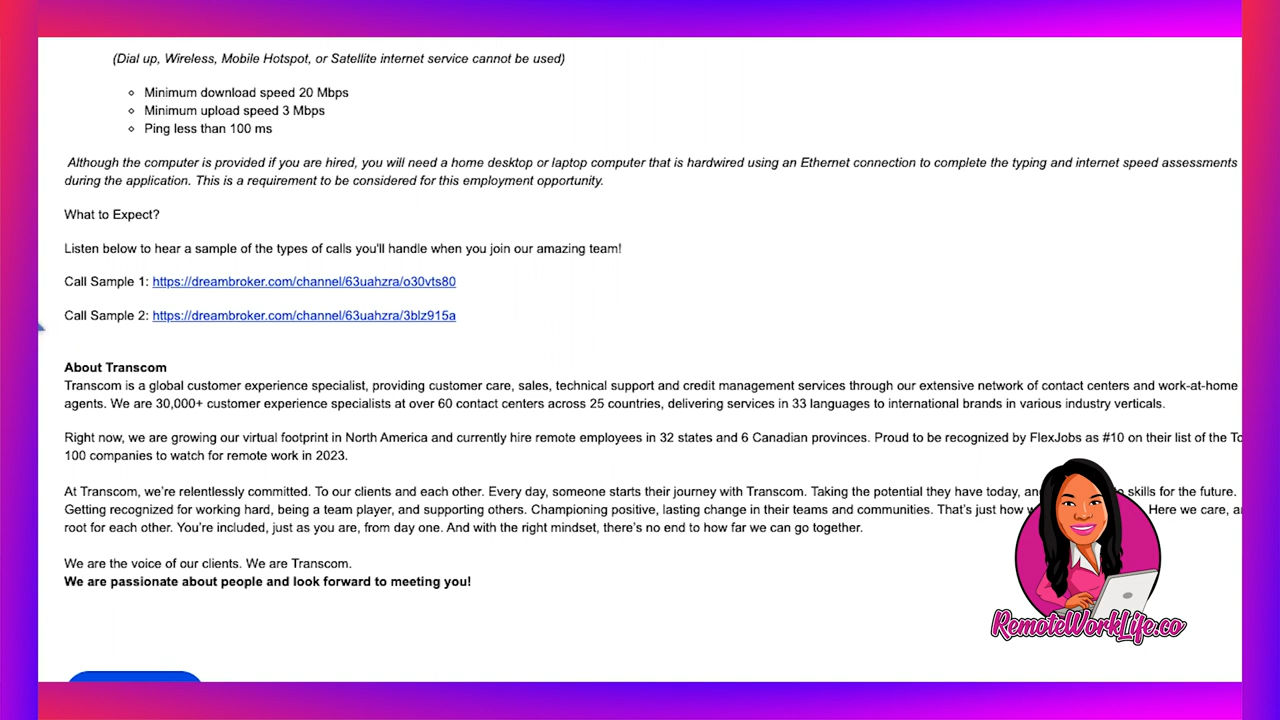 (Dial up, Wireless, Mobile Hotspot, or Satellite internet service cannot be used)
Minimum download speed 20 Mbps
Minimum upload speed 3 Mbps
Ping less than 100 ms
Although the computer is provided if you are hired, you will need a home desktop or laptop computer that is hardwired using an Ethernet connection to complete the typing and internet speed assessments
during the application. This is a requirement to be considered for this employment opportunity.
What to Expect?
Listen below to hear a sample of the types of calls you'll handle when you join our amazing team!
Call Sample 1: https://dreambroker.com/channel/63uahzra/o30vts80
Call Sample 2: https://dreambroker.com/channel/63uahzra/3blz915a
About Transcom
Transcom is a global customer experience specialist, providing customer care, sales, technical support and credit management services through our extensive network of contact centers and work-at-home
agents. We are 30,000+ customer experience specialists at over 60 contact centers across 25 countries, delivering services in 33 languages to international brands in various industry verticals.
Right now, we are growing our virtual footprint in North America and currently hire remote employees in 32 states and 6 Canadian provinces. Proud to be recognized by FlexJobs as #10 on their list of the
100 companies to watch for remote work in 2023.
At Transcom, we're relentlessly committed. To our clients and each other. Every day, someone starts their journey with Transcom. Taking the potential they have today, skills for the future.
Getting recognized for working hard, being a team player, and supporting others. Championing positive, lasting change in their teams and communities. That's just how Here we care,
root for each other. You're included, just as you are, from day one. And with the right mindset, there's no end to how far we can go together.
We are the voice of our clients. We are Transcom.
We are passionate about people and look forward to meeting you!
RemoteWorkLife.co